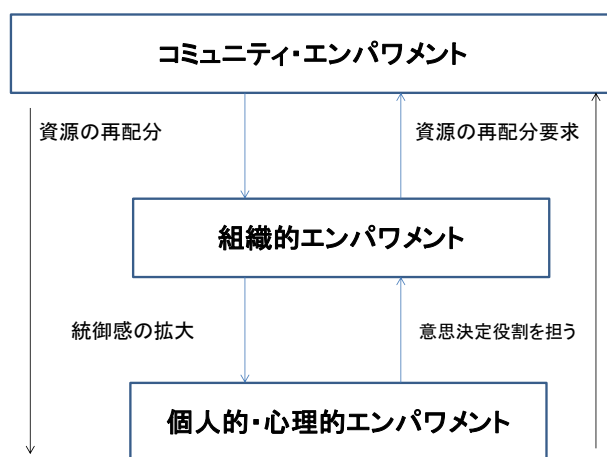 コミュニティ・エンパワメント
資源の再配分
資源の再配分要求
組織的エンパワメント
統御感の拡大
意思決定役割を担う
個人的・心理的エンパワメント